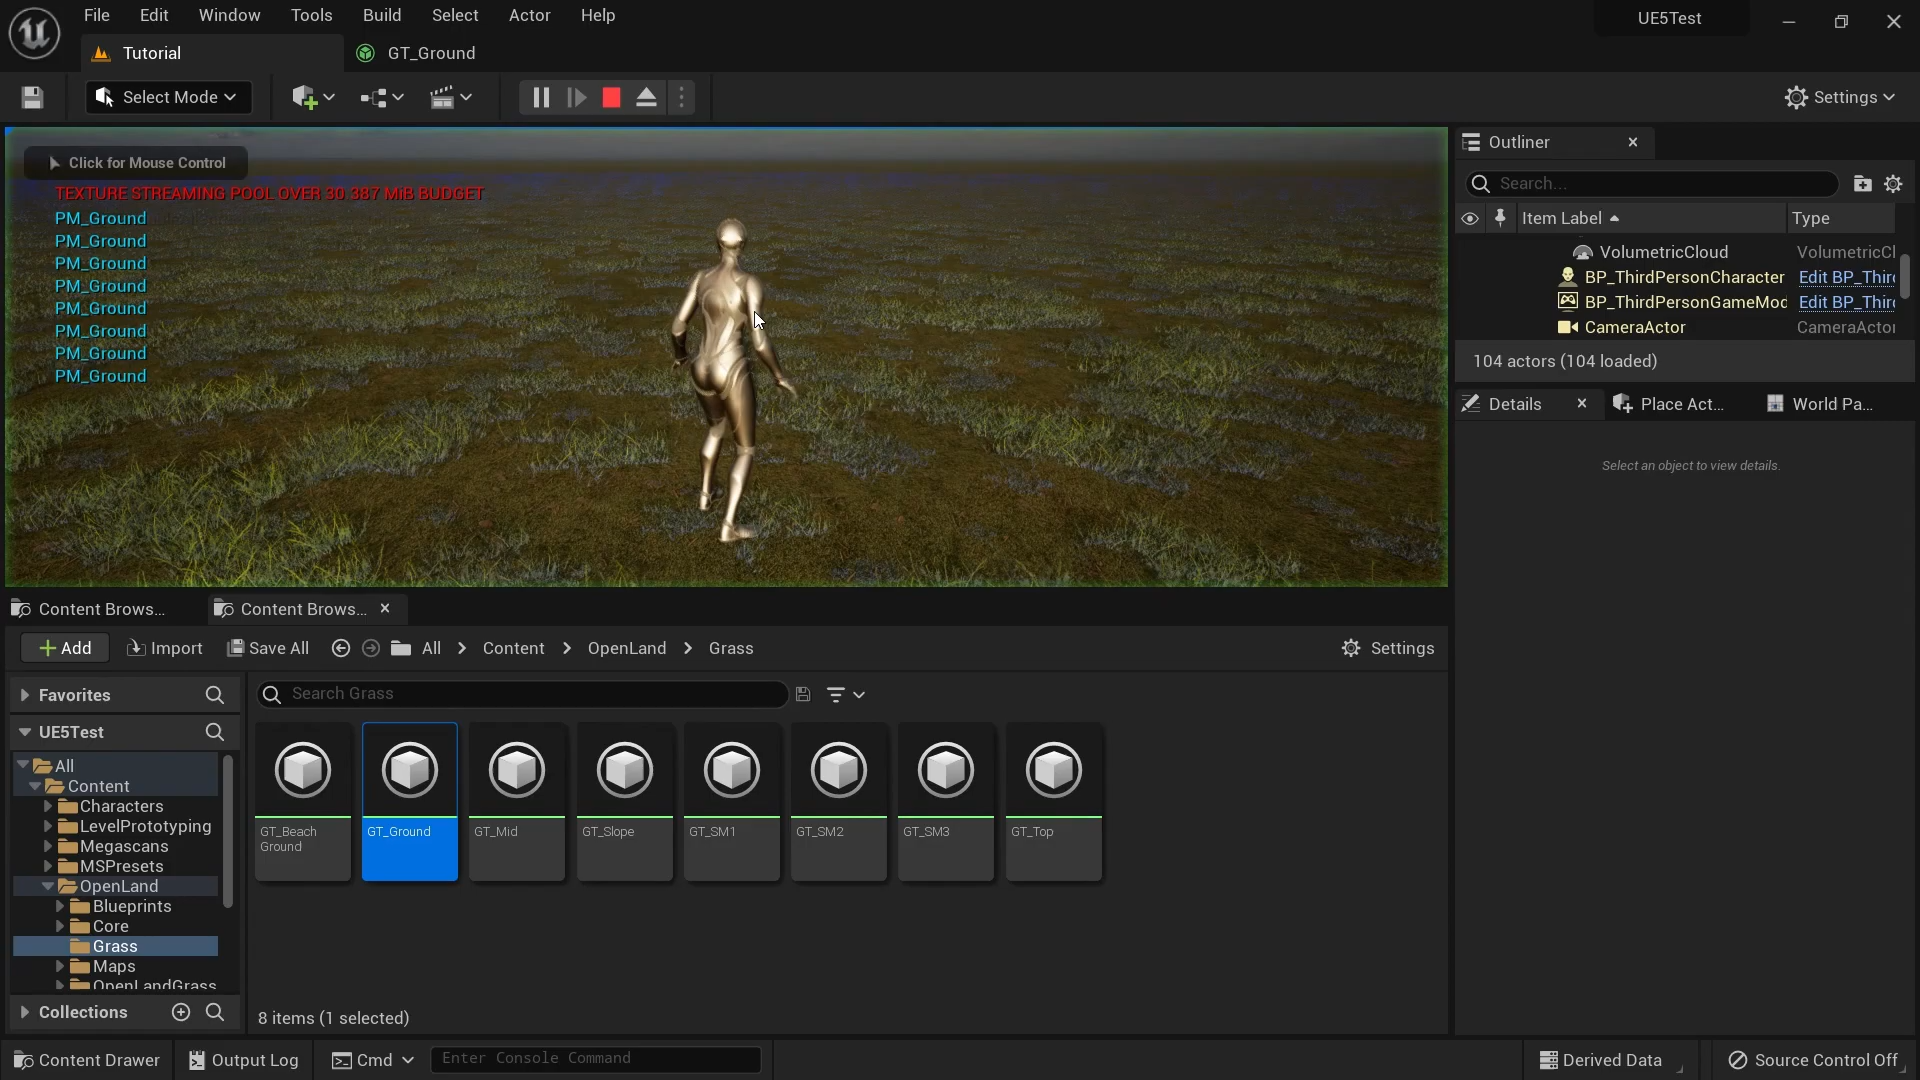 File Edit Window Tools Build Select Actor Help
UE5Test
Tutorial
GT_Ground
Select Mode
Settings
Click for Mouse Control
TEXTURE STREAMING POOL OVER 30.387 MiB BUDGET
PM_Ground
PM_Ground
PM_Ground
PM_Ground
PM_Ground
PM_Ground
PM_Ground
PM_Ground
Outliner
Search...
Item Label Type
VolumetricCloud VolumetricCl
BP_ThirdPersonCharacter Edit BP_Third
BP_ThirdPersonGameMod Edit BP_Third
CameraActor CameraActor
104 actors (104 loaded)
Details Place Act... World Pa...
Select an object to view details.
Content Brows... Content Brows...
Add Import Save All All Content OpenLand Grass Settings
Favorites
Search Grass
UE5Test
All
Content
Characters
LevelPrototyping
Megascans
MSPresets
OpenLand
Blueprints
Core
Grass
Maps
OpenLandGrass
Collections
GT_Beach
Ground
GT_Ground
GT_Mid
GT_Slope
GT_SM1
GT_SM2
GT_SM3
GT_Top
8 items (1 selected)
Content Drawer Output Log Cmd Enter Console Command Derived Data Source Control Off